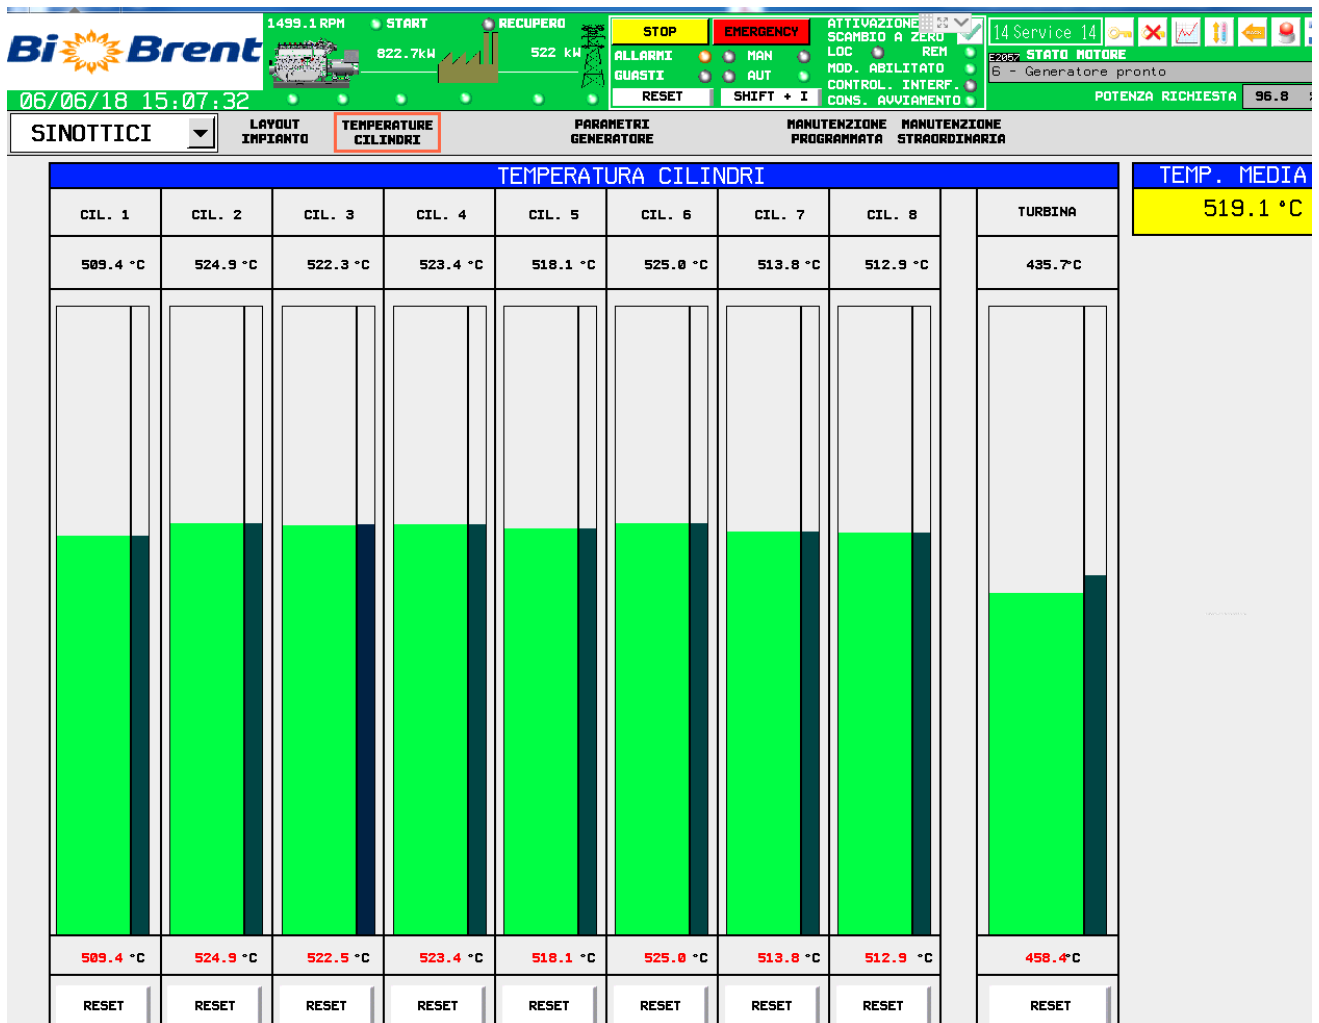 Bi Brent
1499.1 RPM START RECUPERO
822.7kW 522 kW
06/06/18 15:07:32
STOP EMERGENCY
ALLARMI MAN
GUASTI AUT
RESET SHIFT + I
ATTIVAZIONE
SCAMBIO A ZERO
LOC REM
MOD. ABILITATO
CONTROL. INTERF.
CONS. AVVIAMENTO
14 Service 14
E2057 STATO MOTORE
6 - Generatore pronto
POTENZA RICHIESTA 96.8
SINOTTICI
LAYOUT
IMPIANTO
TEMPERATURE
CILINDRI
PARAMETRI
GENERATORE
MANUTENZIONE
PROGRAMMATA
MANUTENZIONE
STRAORDINARIA
TEMPERATURA CILINDRI
CIL. 1 CIL. 2 CIL. 3 CIL. 4 CIL. 5 CIL. 6 CIL. 7 CIL. 8 TURBINA
509.4 °C 524.9 °C 522.3 °C 523.4 °C 518.1 °C 525.0 °C 513.8 °C 512.9 °C 435.7°C
TEMP. MEDIA
519.1 °C
509.4 °C 524.9 °C 522.5 °C 523.4 °C 518.1 °C 525.0 °C 513.8 °C 512.9 °C 458.4°C
RESET RESET RESET RESET RESET RESET RESET RESET RESET